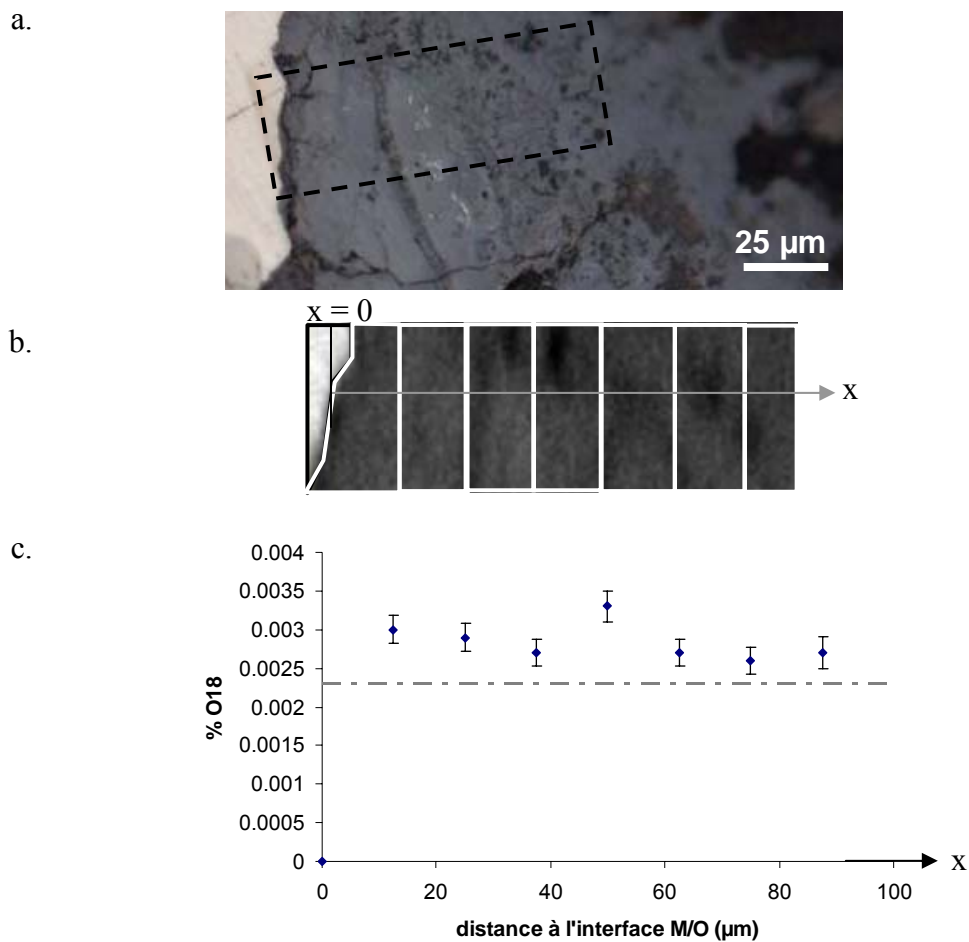 a.
25 µm
x = 0
b.
x
c.
0.004
0.0035
0.003
0.0025
0.002
0.0015
0.001
0.0005
0
% O18
x
0 20 40 60 80 100
distance à l'interface M/O (µm)